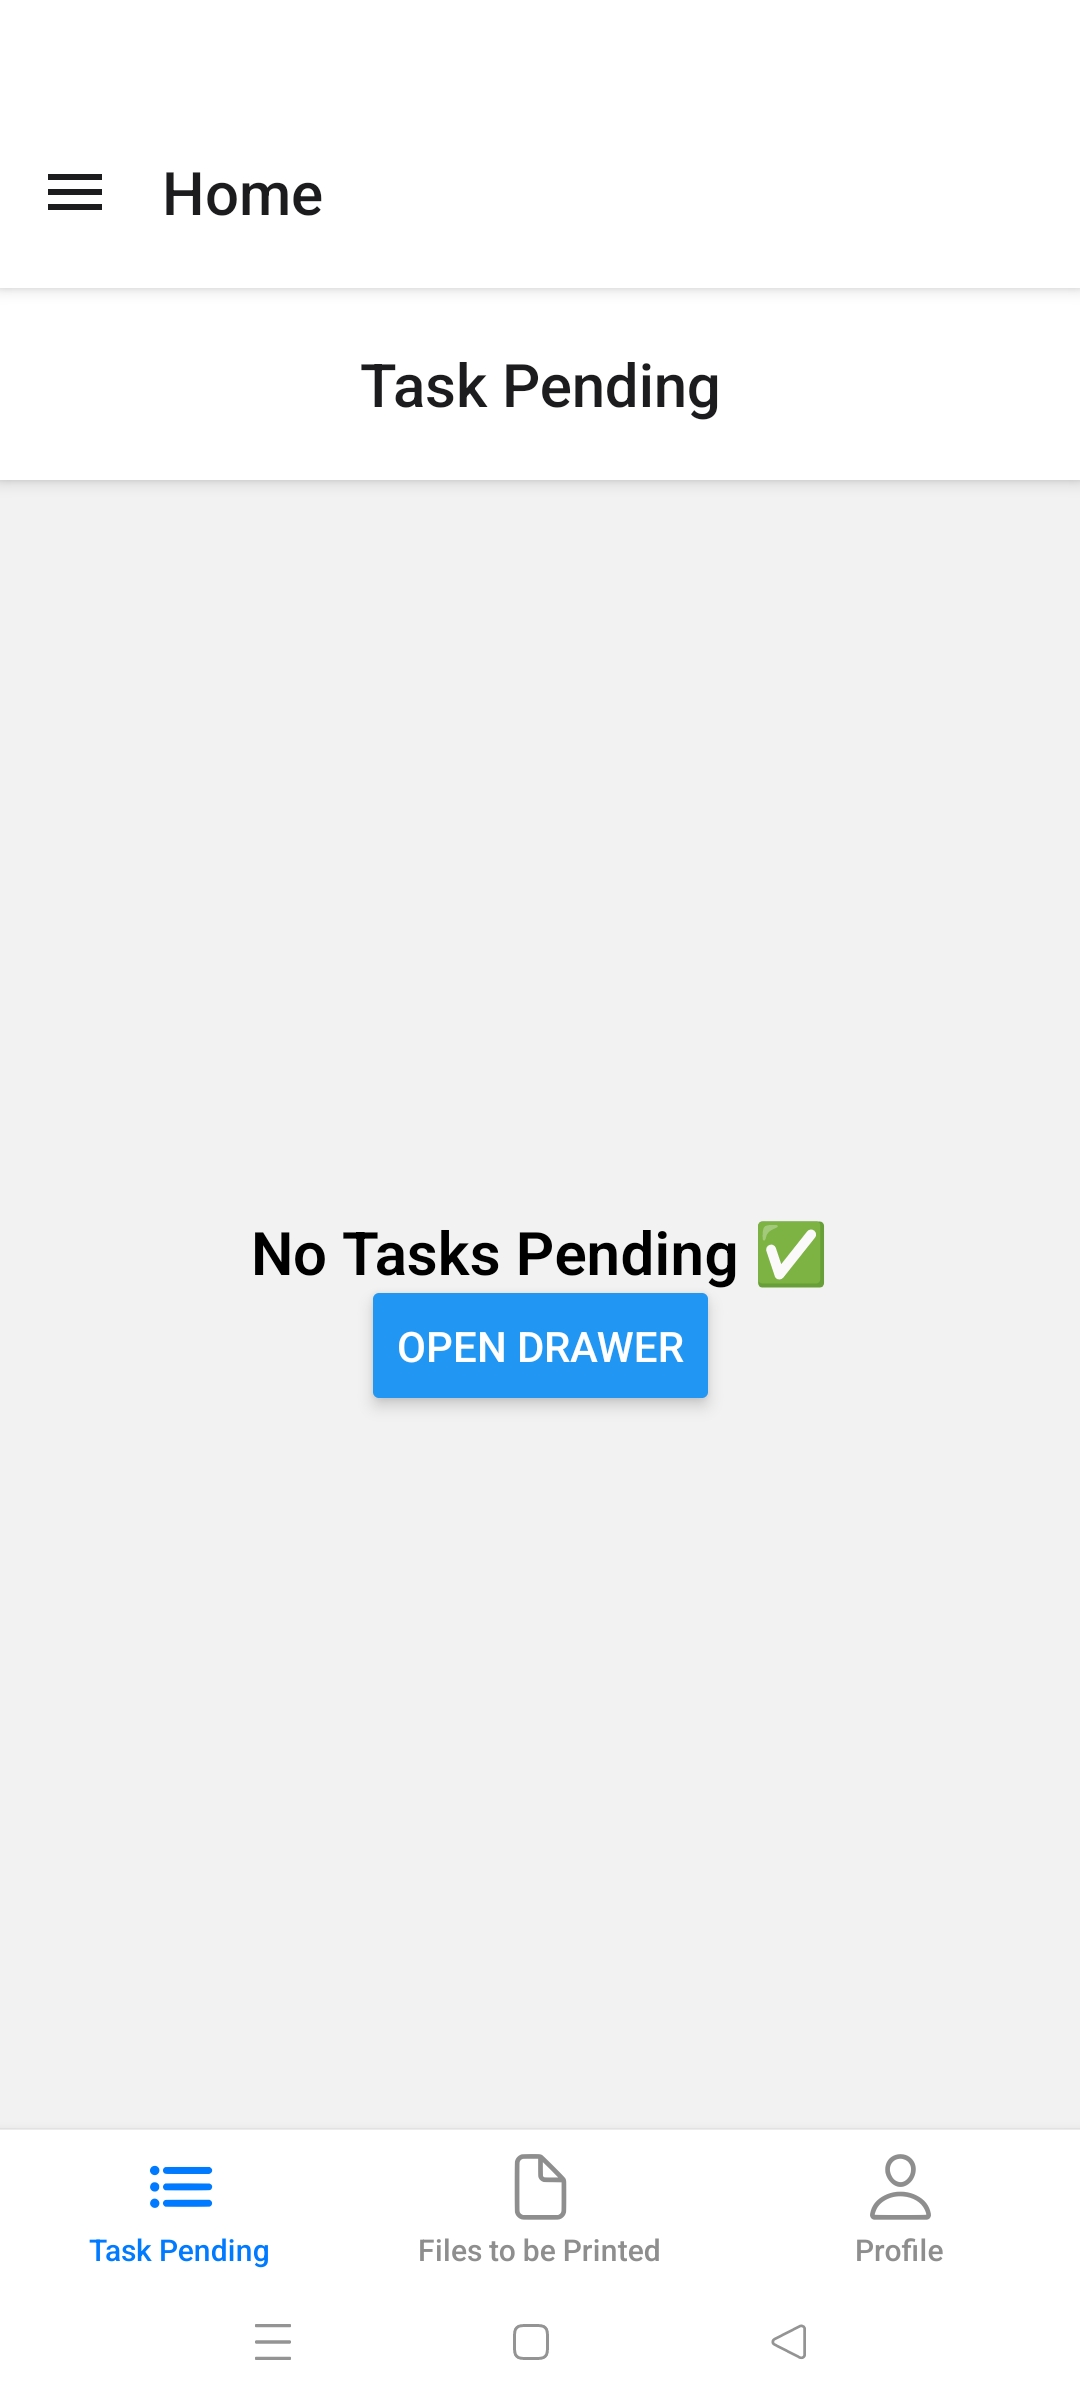 Home
Task Pending
No Tasks Pending ✅
OPEN DRAWER
Task Pending
Files to be Printed
Profile